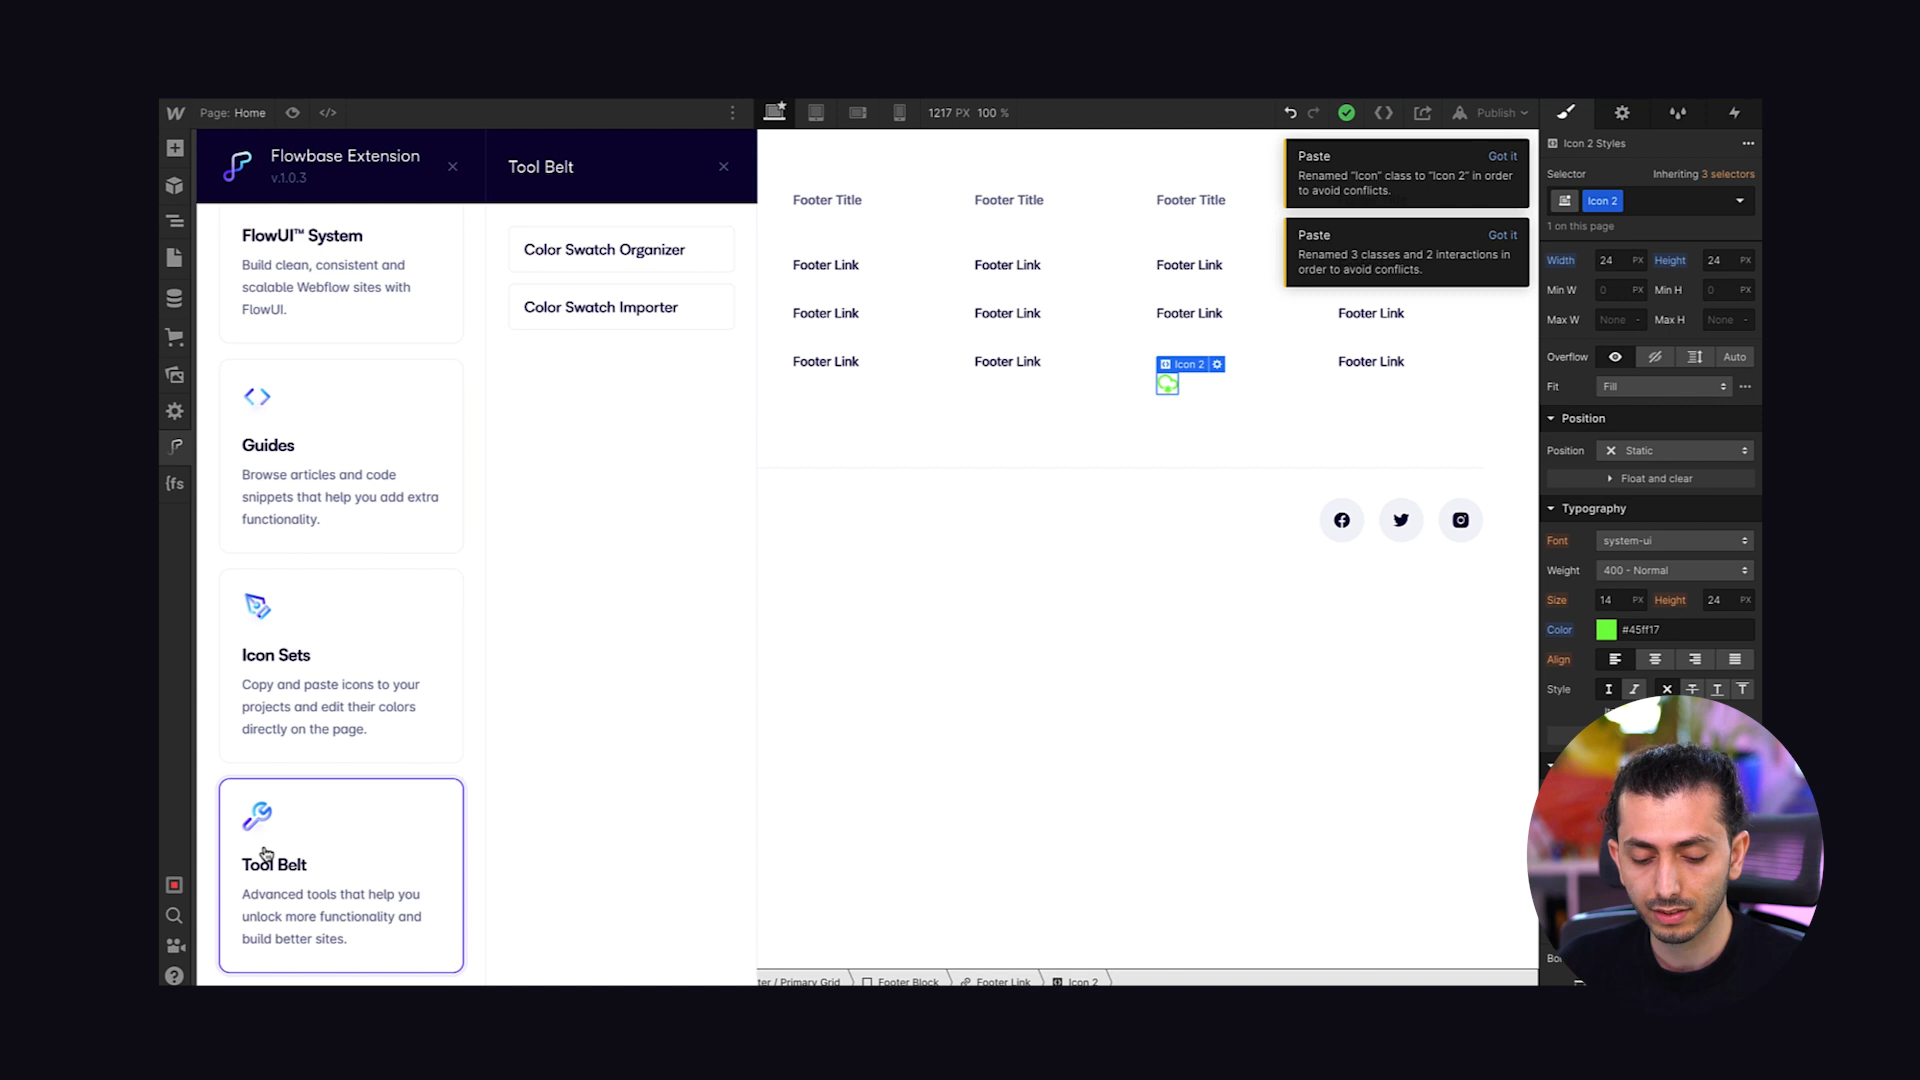 Page: Home
1217 PX 100 %
Publish
Flowbase Extension
v.1.0.3
Tool Belt
FlowUI™ System
Build clean, consistent and
scalable Webflow sites with
FlowUI.
Guides
Browse articles and code
snippets that help you add extra
functionality.
Icon Sets
Copy and paste icons to your
projects and edit their colors
directly on the page.
Tool Belt
Advanced tools that help you
unlock more functionality and
build better sites.
{fs
Color Swatch Organizer
Color Swatch Importer
Footer Title Footer Title Footer Title
Footer Link Footer Link Footer Link
Footer Link Footer Link Footer Link Footer Link
Footer Link Footer Link Footer Link
Icon 2
Paste Got it
Renamed “Icon” class to “Icon 2” in order
to avoid conflicts.
Paste Got it
Renamed 3 classes and 2 interactions in
order to avoid conflicts.
ter / Primary Grid Footer Block Footer Link Icon 2
Icon 2 Styles
Selector Inheriting 3 selectors
Icon 2
1 on this page
Width 24 PX Height 24 PX
Min W 0 PX Min H 0 PX
Max W None - Max H None -
Overflow Auto
Fit Fill
Position
Position Static
Float and clear
Typography
Font system-ui
Weight 400 - Normal
Size 14 PX Height 24 PX
Color #45ff17
Align
Style